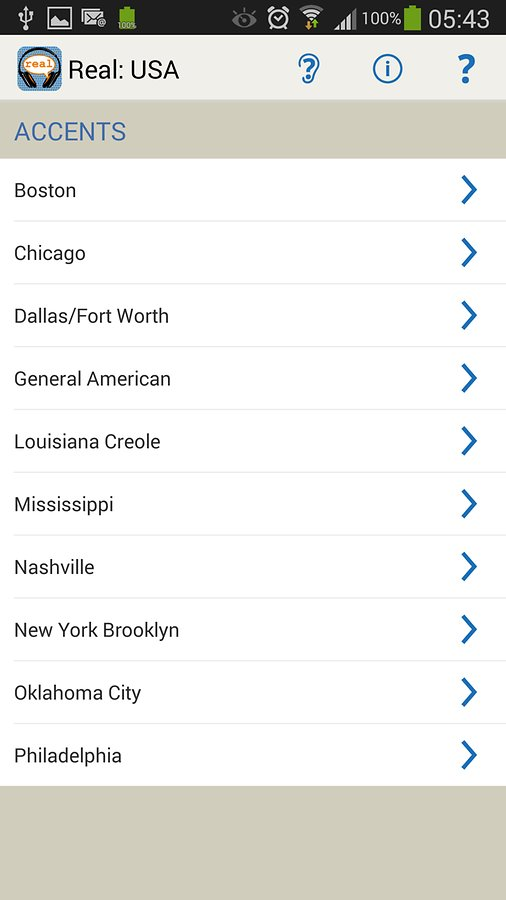 100% 05:43
100%
real
Real: USA
ACCENTS
Boston
Chicago
Dallas/Fort Worth
General American
Louisiana Creole
Mississippi
Nashville
New York Brooklyn
Oklahoma City
Philadelphia